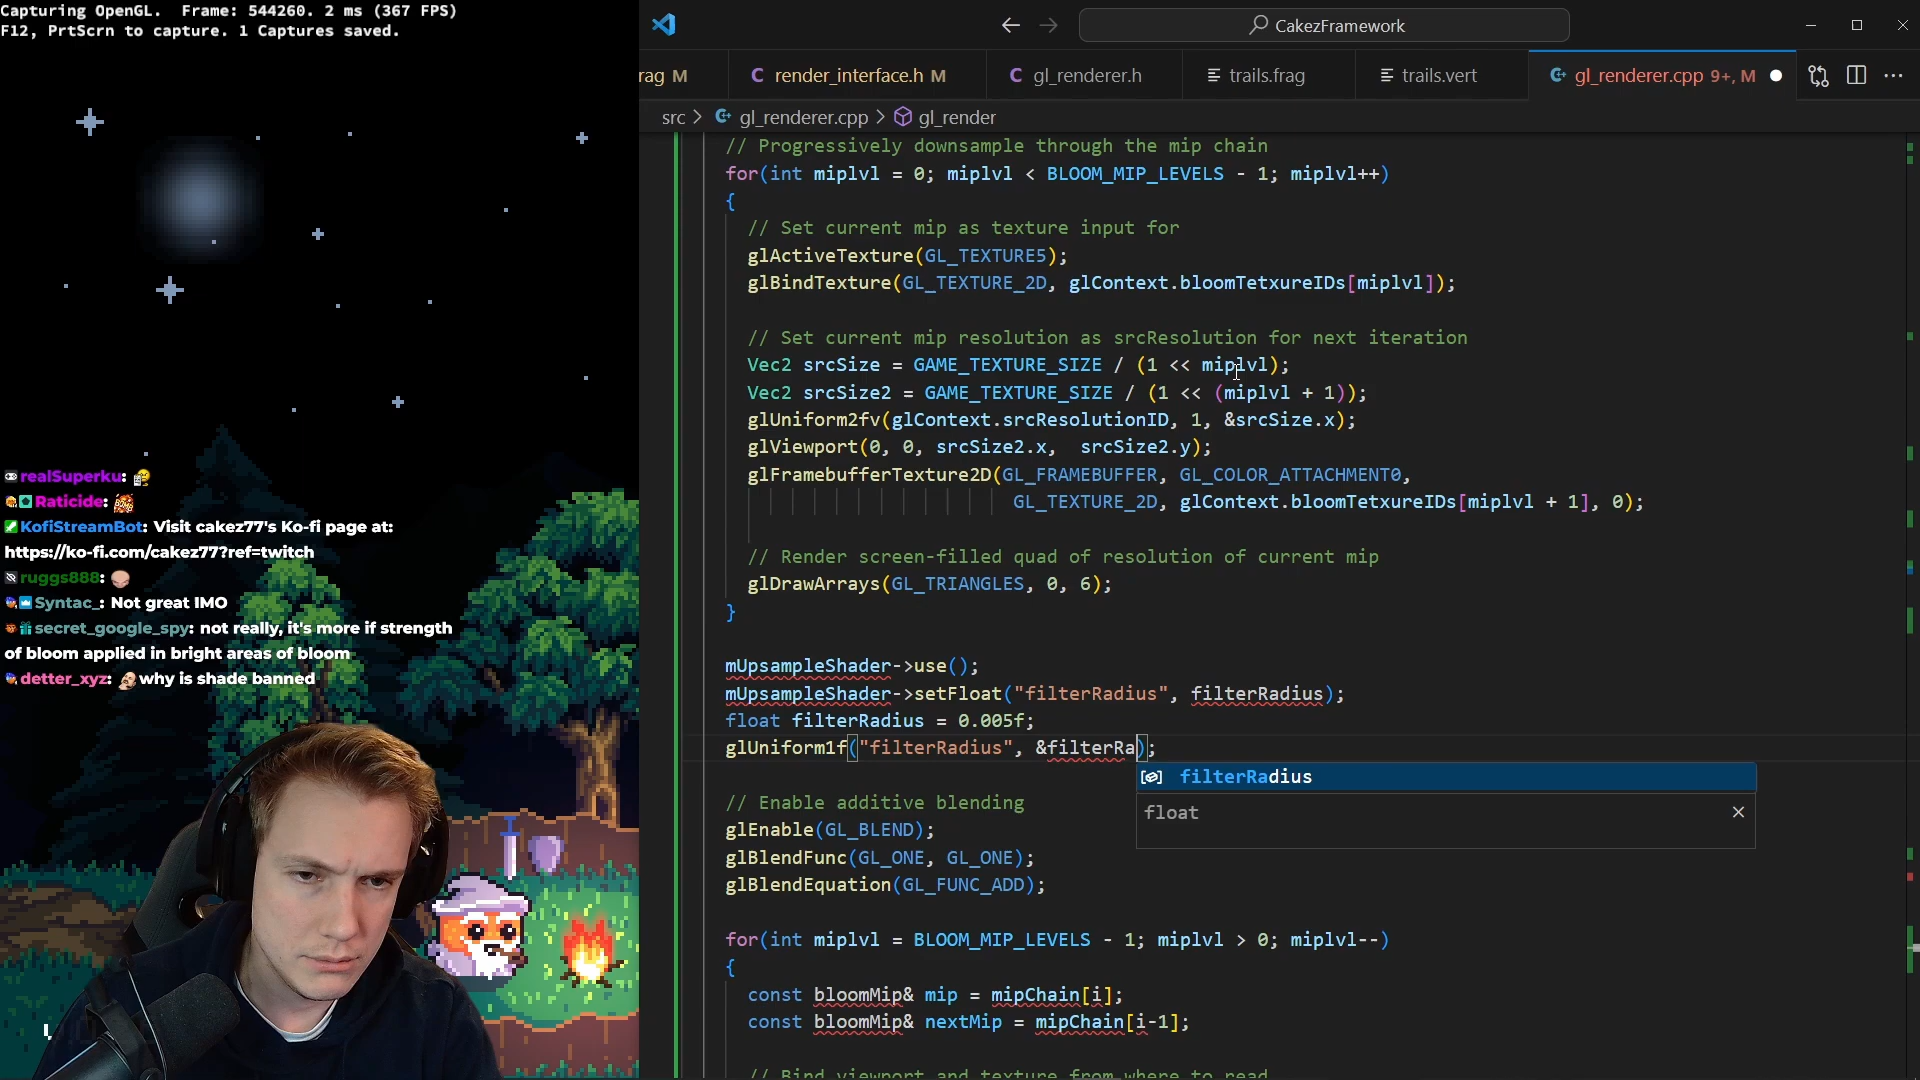 Capturing OpenGL.  Frame: 544260. 2 ms (367 FPS)
F12, PrtScrn to capture. 1 Captures saved.
CakezFramework
rag M
render_interface.h M
gl_renderer.h
trails.frag
trails.vert
gl_renderer.cpp 9+, M
src > gl_renderer.cpp > gl_render
// Progressively downsample through the mip chain
for(int miplvl = 0; miplvl < BLOOM_MIP_LEVELS - 1; miplvl++)
{
// Set current mip as texture input for
glActiveTexture(GL_TEXTURE5);
glBindTexture(GL_TEXTURE_2D, glContext.bloomTetxureIDs[miplvl]);
// Set current mip resolution as srcResolution for next iteration
Vec2 srcSize = GAME_TEXTURE_SIZE / (1 << miplvl);
Vec2 srcSize2 = GAME_TEXTURE_SIZE / (1 << (miplvl + 1));
glUniform2fv(glContext.srcResolutionID, 1, &srcSize.x);
glViewport(0, 0, srcSize2.x,  srcSize2.y);
glFramebufferTexture2D(GL_FRAMEBUFFER, GL_COLOR_ATTACHMENT0,
GL_TEXTURE_2D, glContext.bloomTetxureIDs[miplvl + 1], 0);
// Render screen-filled quad of resolution of current mip
glDrawArrays(GL_TRIANGLES, 0, 6);
}
mUpsampleShader->use();
mUpsampleShader->setFloat("filterRadius", filterRadius);
float filterRadius = 0.005f;
glUniform1f("filterRadius", &filterRa);
filterRadius
float
// Enable additive blending
glEnable(GL_BLEND);
glBlendFunc(GL_ONE, GL_ONE);
glBlendEquation(GL_FUNC_ADD);
for(int miplvl = BLOOM_MIP_LEVELS - 1; miplvl > 0; miplvl--)
{
const bloomMip& mip = mipChain[i];
const bloomMip& nextMip = mipChain[i-1];
// Bind viewport and texture from where to read
realSuperku:
Raticide:
KofiStreamBot: Visit cakez77's Ko-fi page at:
https://ko-fi.com/cakez77?ref=twitch
ruggs888:
Syntac_: Not great IMO
secret_google_spy: not really, it's more if strength
of bloom applied in bright areas of bloom
detter_xyz: why is shade banned